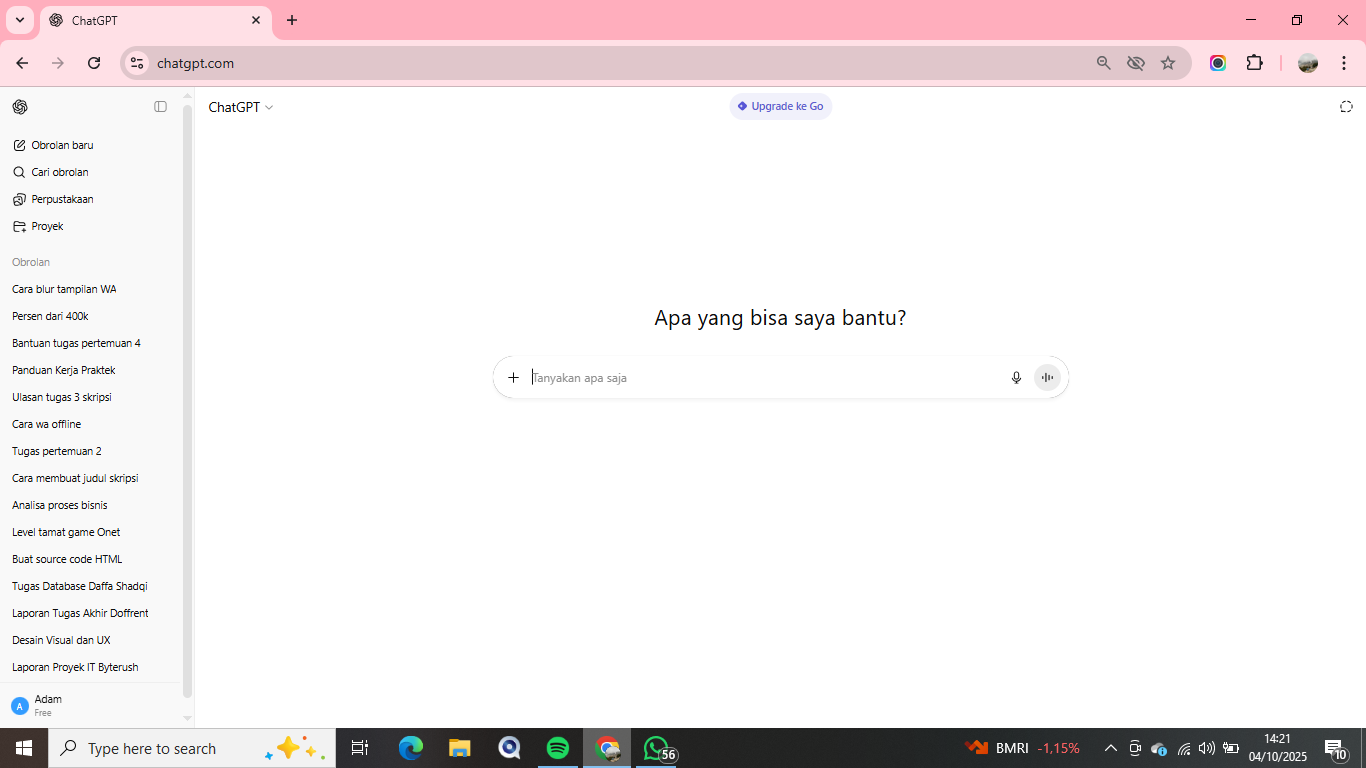 ChatGPT
chatgpt.com
ChatGPT
Upgrade ke Go
Obrolan baru
Cari obrolan
Perpustakaan
Proyek
Obrolan
Cara blur tampilan WA
Persen dari 400k
Bantuan tugas pertemuan 4
Panduan Kerja Praktek
Ulasan tugas 3 skripsi
Cara wa offline
Tugas pertemuan 2
Cara membuat judul skripsi
Analisa proses bisnis
Level tamat game Onet
Buat source code HTML
Tugas Database Daffa Shadqi
Laporan Tugas Akhir Doffrent
Desain Visual dan UX
Laporan Proyek IT Byterush
A
Adam
Free
Apa yang bisa saya bantu?
Tanyakan apa saja
Type here to search
56
BMRI -1,15%
14:21
04/10/2025
10